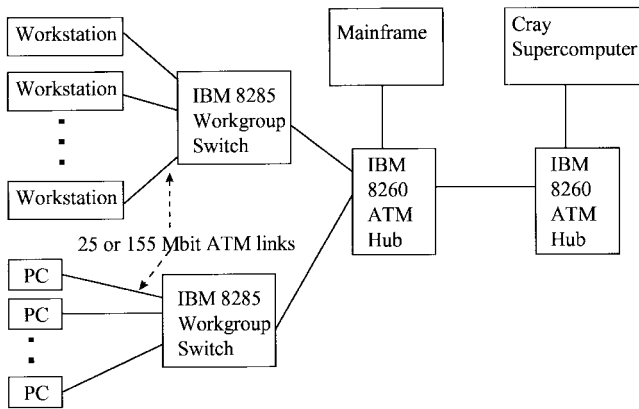 Workstation
Workstation
Workstation
IBM 8285
Workgroup
Switch
Mainframe
Cray
Supercomputer
IBM
8260
ATM
Hub
IBM
8260
ATM
Hub
25 or 155 Mbit ATM links
PC
PC
PC
IBM 8285
Workgroup
Switch